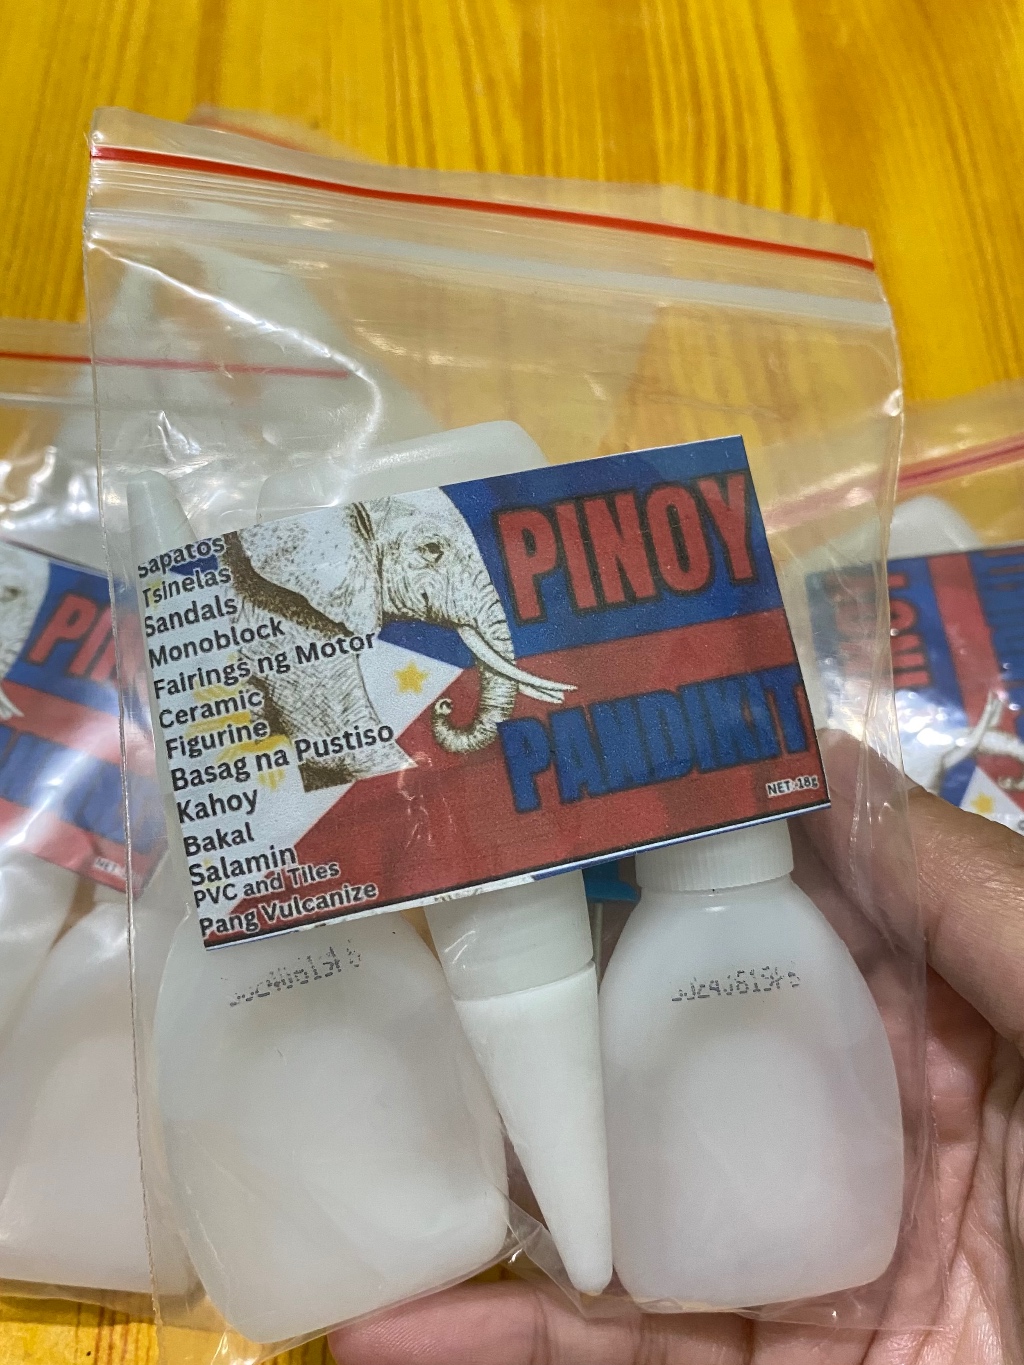 Sapatos
Tsinelas
Sandals
Monoblock
Fairings ng Motor
Ceramic
Figurine
Basag na Pustiso
Kahoy
Bakal
Salamin
PVC and Tiles
Pang Vulcanize
PINOY
PANDIKIT
NET: 18g